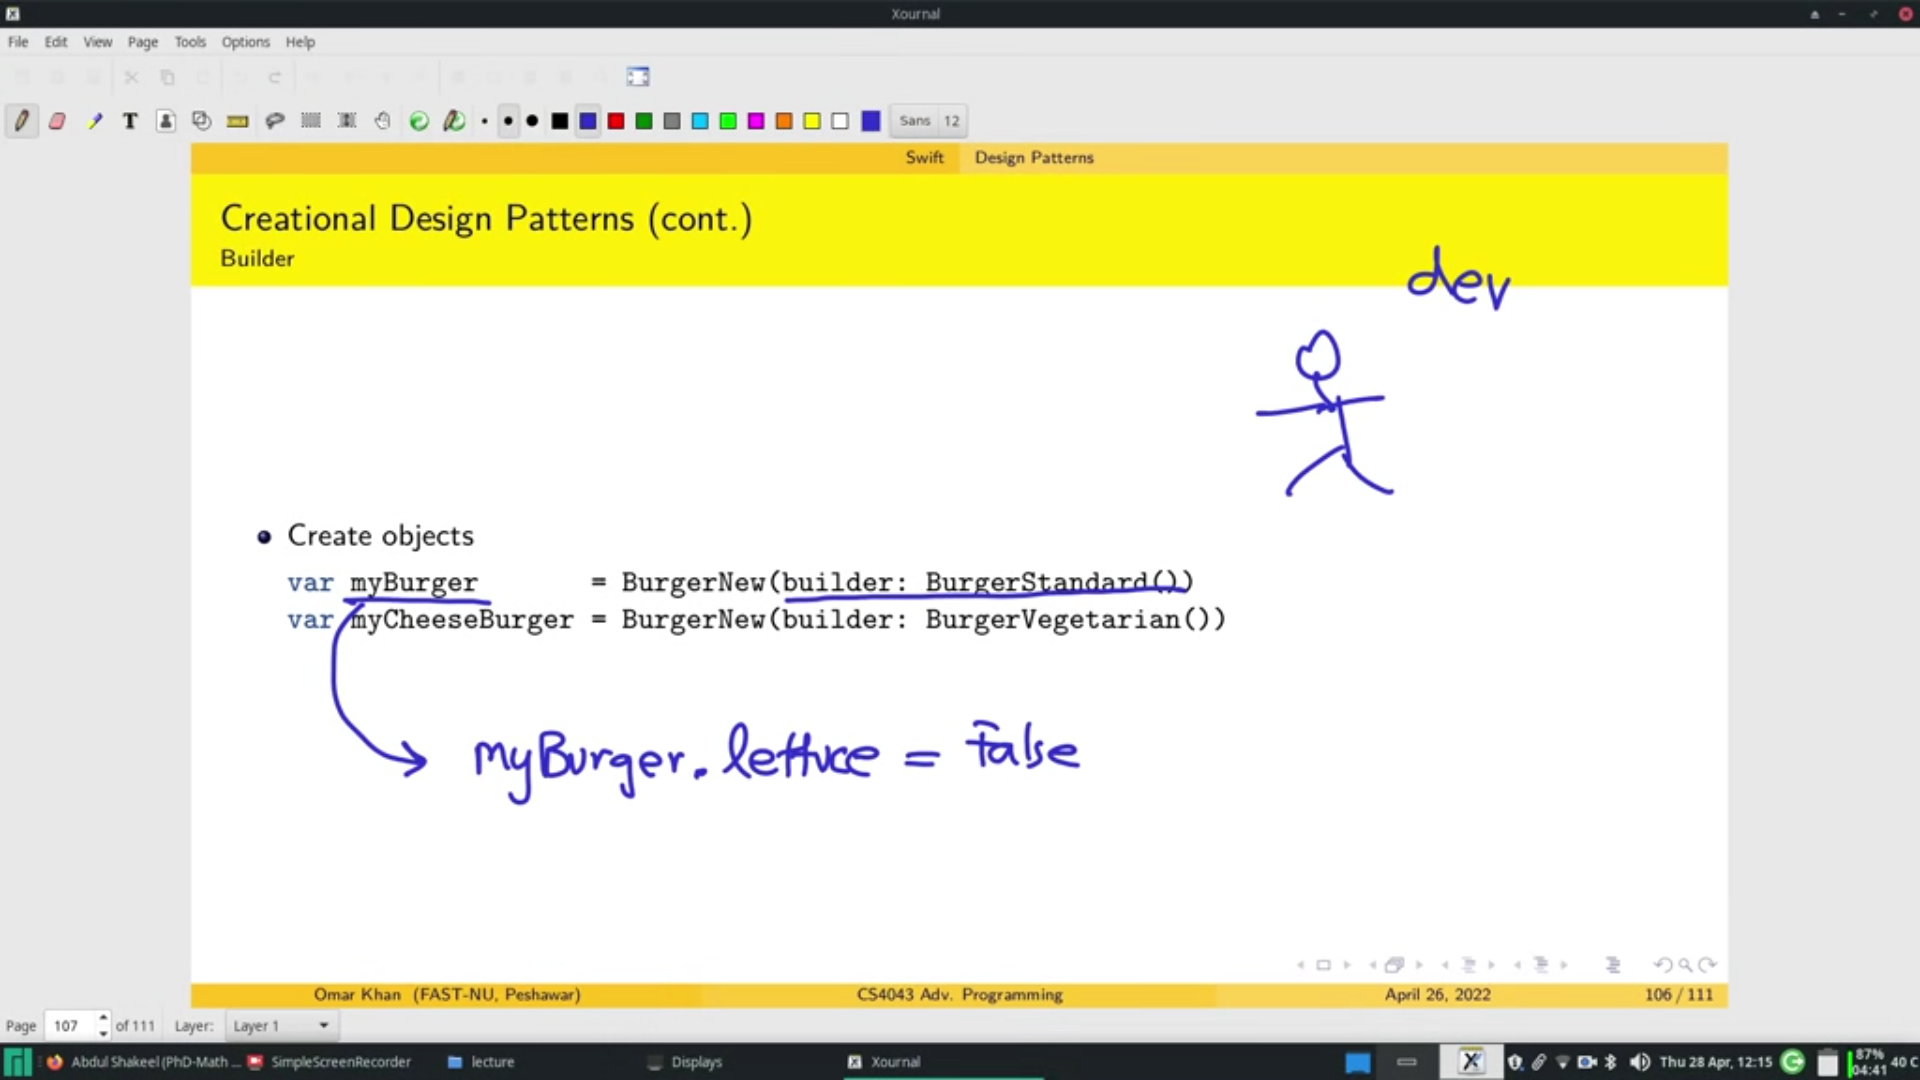 Xournal
File Edit View Page Tools Options Help
T Sans 12
Swift Design Patterns
Creational Design Patterns (cont.)
Builder
dev
Create objects
var myBurger = BurgerNew(builder: BurgerStandard())
var myCheeseBurger = BurgerNew(builder: BurgerVegetarian())
myBurger.lettuce = False
Omar Khan (FAST-NU, Peshawar) CS4043 Adv. Programming April 26, 2022 106 / 111
Page 107 of 111 Layer: Layer 1
Abdul Shakeel (PhD-Math ... SimpleScreenRecorder lecture Displays Xournal Thu 28 Apr, 12:15 87% 04:41 40 C